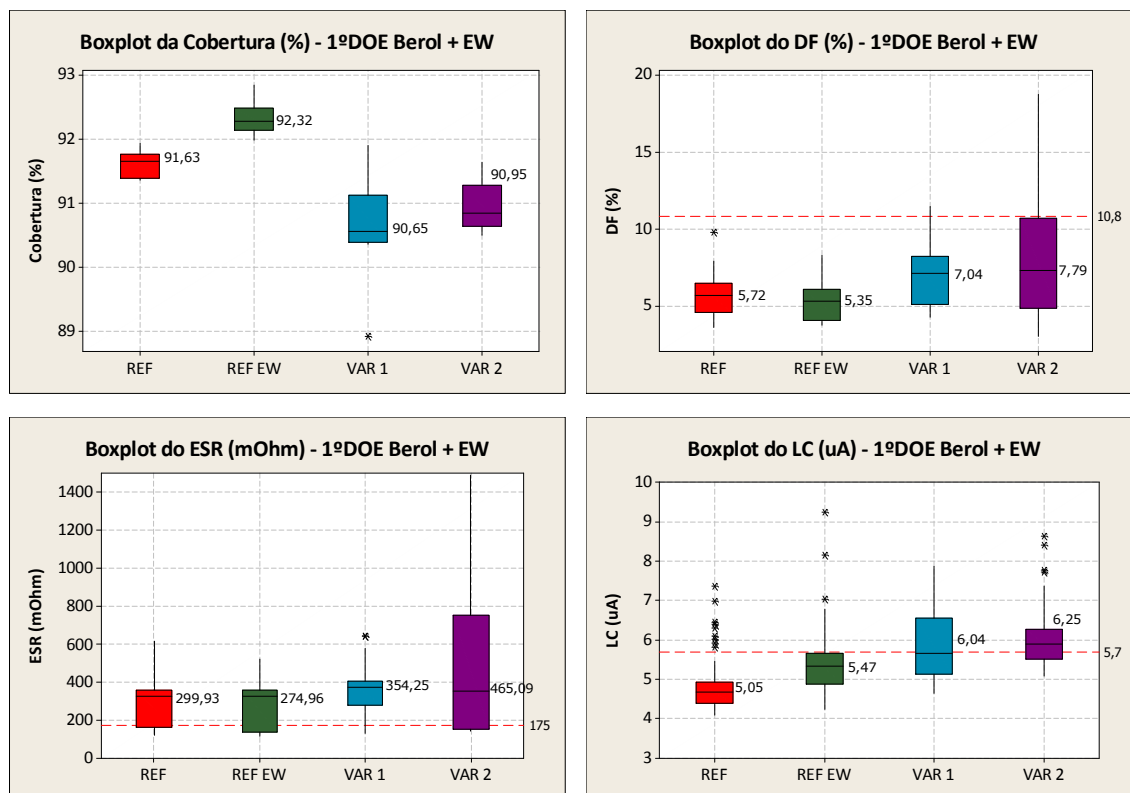 Boxplot da Cobertura (%) - 1ºDOE Berol + EW
Cobertura (%)
93
92
91
90
89
91,63
92,32
90,65
90,95
REF
REF EW
VAR 1
VAR 2
Boxplot do DF (%) - 1ºDOE Berol + EW
DF (%)
20
15
10
5
5,72
5,35
7,04
7,79
10,8
REF
REF EW
VAR 1
VAR 2
Boxplot do ESR (mOhm) - 1ºDOE Berol + EW
ESR (mOhm)
1400
1200
1000
800
600
400
200
0
299,93
274,96
354,25
465,09
175
REF
REF EW
VAR 1
VAR 2
Boxplot do LC (uA) - 1ºDOE Berol + EW
LC (uA)
10
9
8
7
6
5
4
3
5,05
5,47
6,04
6,25
5,7
REF
REF EW
VAR 1
VAR 2